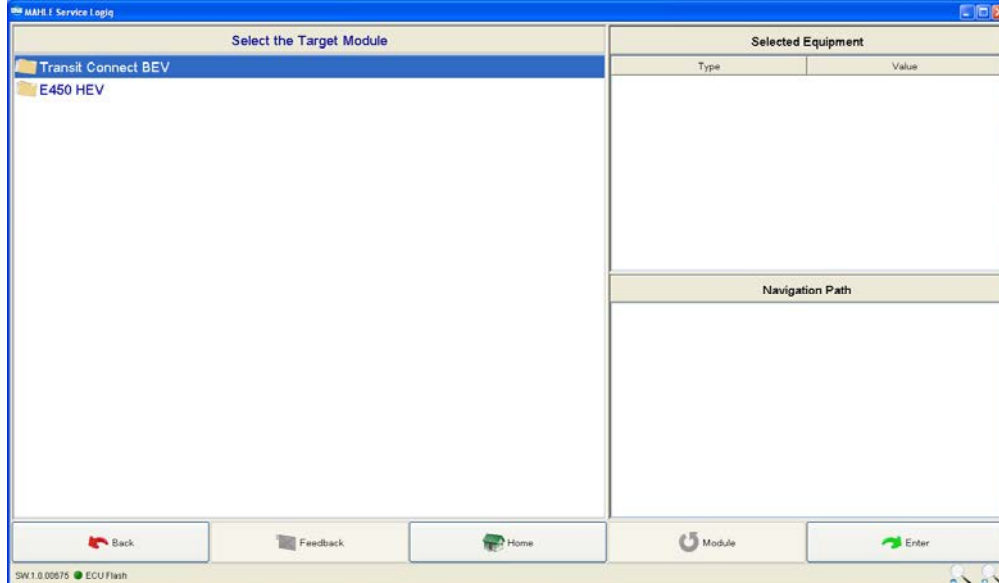 MAHLE Service Logiq
Select the Target Module
Selected Equipment
Transit Connect BEV
Type Value
E450 HEV
Navigation Path
Back Feedback Home Module Enter
SW.1.0.00675 ECU Flash